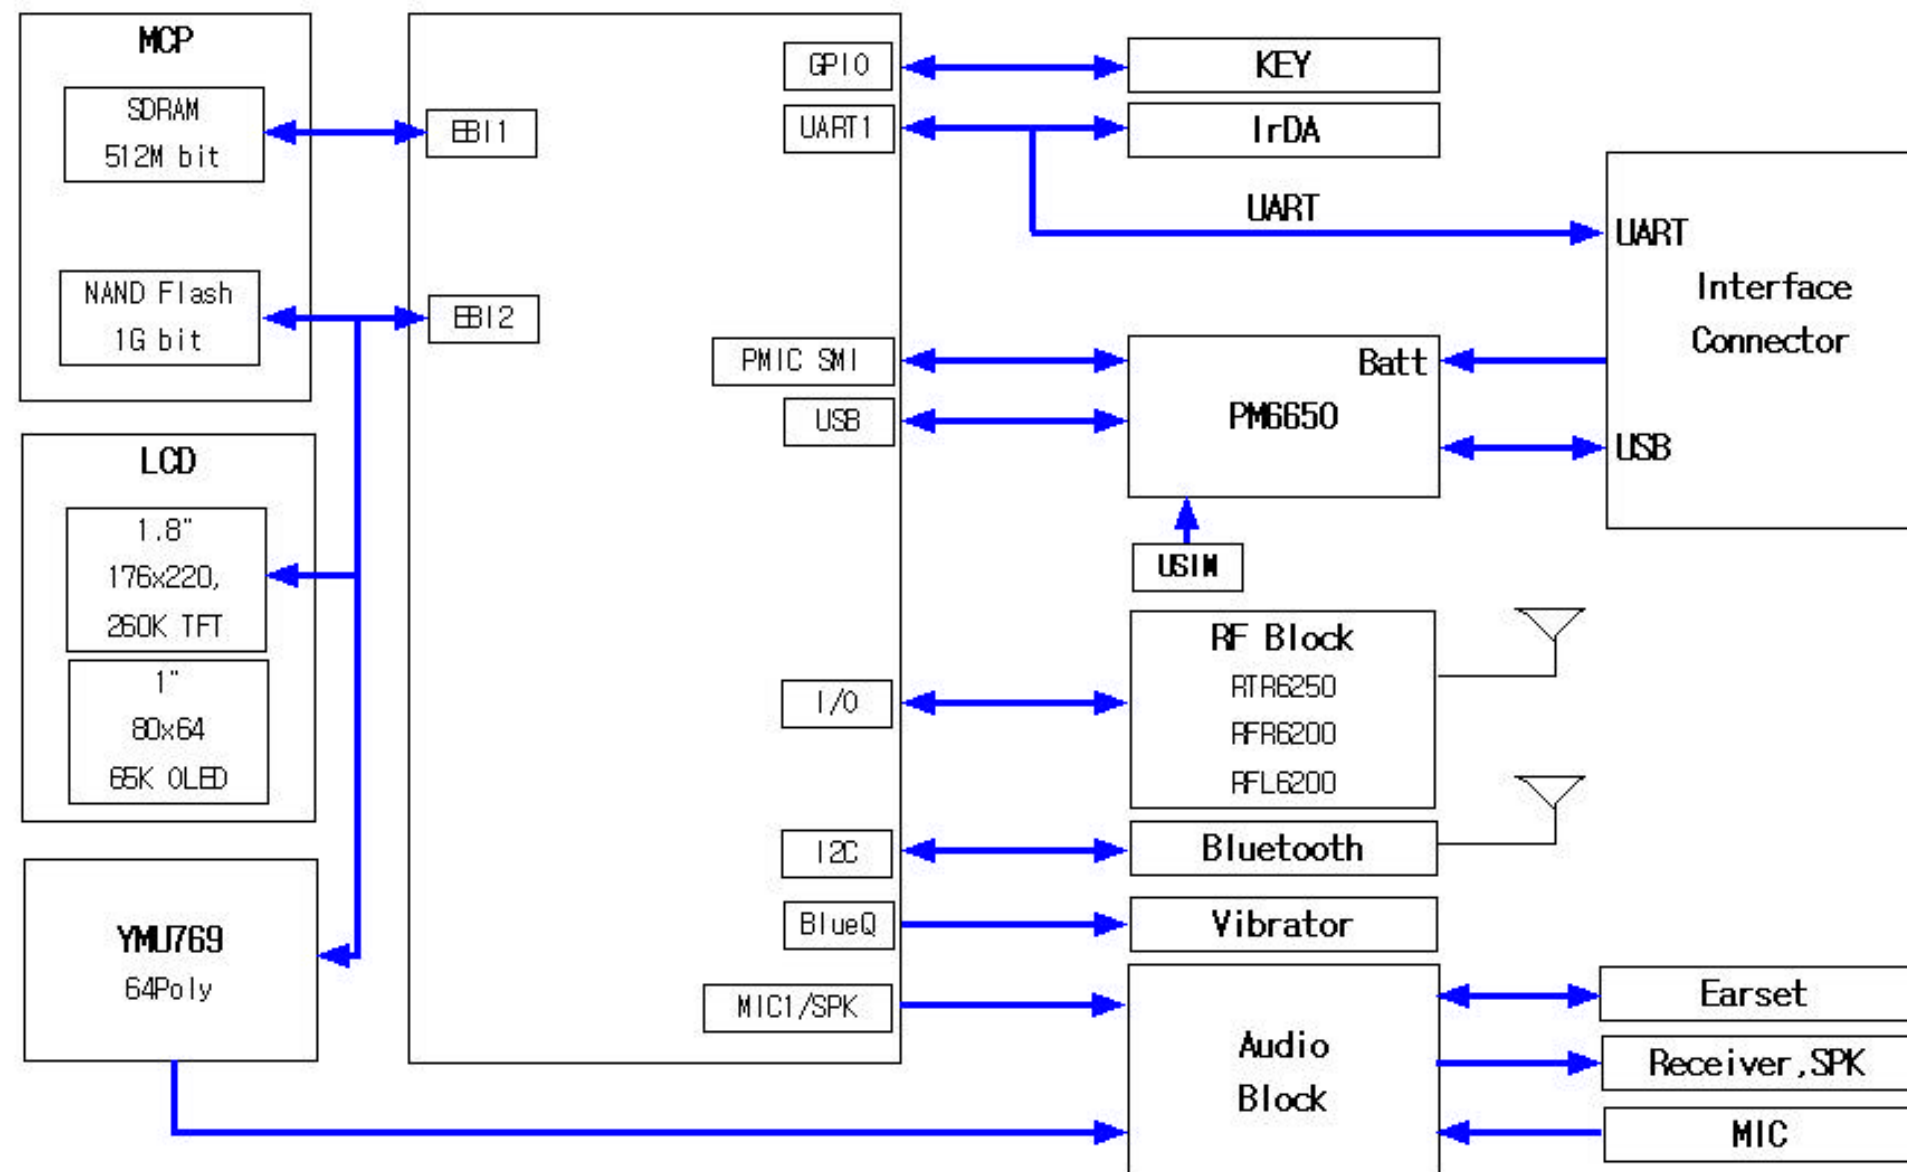 MCP
SDRAM
512M bit
NAND Flash
1G bit
LCD
1.8"
176x220,
260K TFT
1"
80x64
65K OLED
YMU769
64Poly
EBI1
EBI2
GPIO
UART1
PMIC SMI
USB
I/O
I2C
BlueQ
MIC1/SPK
KEY
IrDA
UART
Batt
PM6650
USIM
RF Block
RTR6250
RFR6200
RFL6200
Bluetooth
Vibrator
Audio
Block
UART
Interface
Connector
USB
Earset
Receiver,SPK
MIC